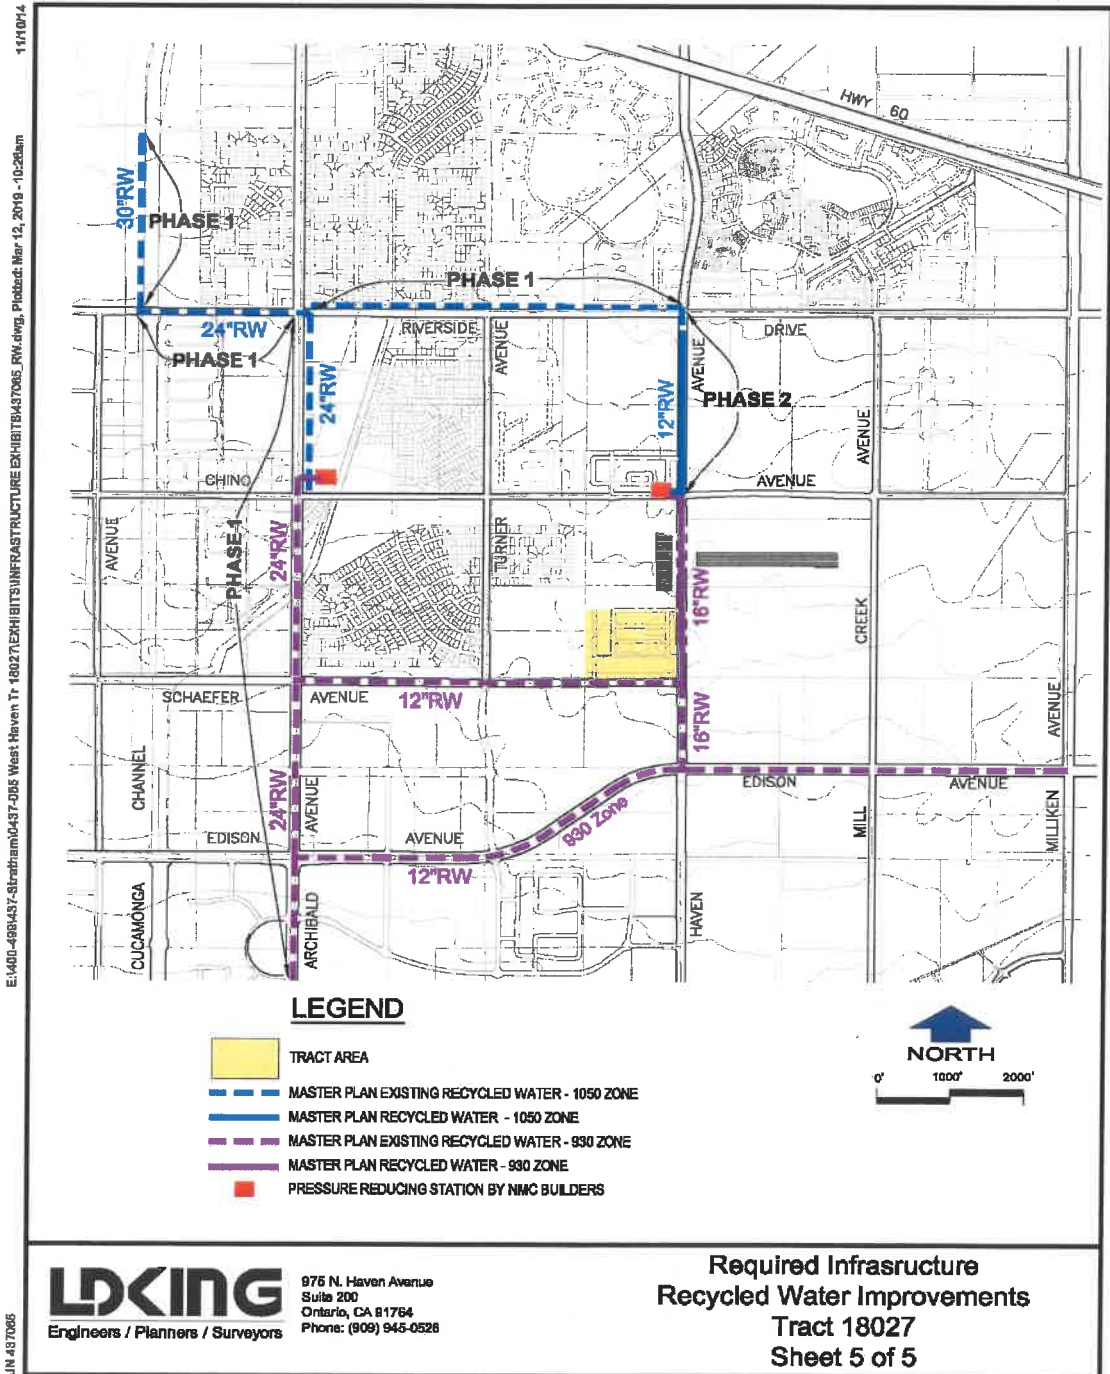 11/10/14
E:\400-499\437-Stratham\0437-065 West Haven Tr 18027\EXHIBITS\INFRASTRUCTURE EXHIBITS\437065_RW.dwg, Plotted: Mar 12, 2019 - 10:26am
JN 437065
HWY 60
30"RW
PHASE 1
PHASE 1
24"RW
RIVERSIDE
AVENUE
AVENUE
DRIVE
PHASE 1
24"RW
12"RW
PHASE 2
AVENUE
CHINO
AVENUE
AVENUE
PHASE 1
24"RW
TURNER
16"RW
CREEK
SCHAEFER
AVENUE
12"RW
16"RW
AVENUE
CHANNEL
24"RW
AVENUE
EDISON
AVENUE
EDISON
AVENUE
930 Zone
MILL
MILLIKEN
12"RW
CUCAMONGA
ARCHIBALD
HAVEN
LEGEND
TRACT AREA
MASTER PLAN EXISTING RECYCLED WATER - 1050 ZONE
MASTER PLAN RECYCLED WATER - 1050 ZONE
MASTER PLAN EXISTING RECYCLED WATER - 930 ZONE
MASTER PLAN RECYCLED WATER - 930 ZONE
PRESSURE REDUCING STATION BY NMC BUILDERS
NORTH
0' 1000' 2000'
LDKING
Engineers / Planners / Surveyors
975 N. Haven Avenue
Suite 200
Ontario, CA 91764
Phone: (909) 945-0526
Required Infrasructure
Recycled Water Improvements
Tract 18027
Sheet 5 of 5